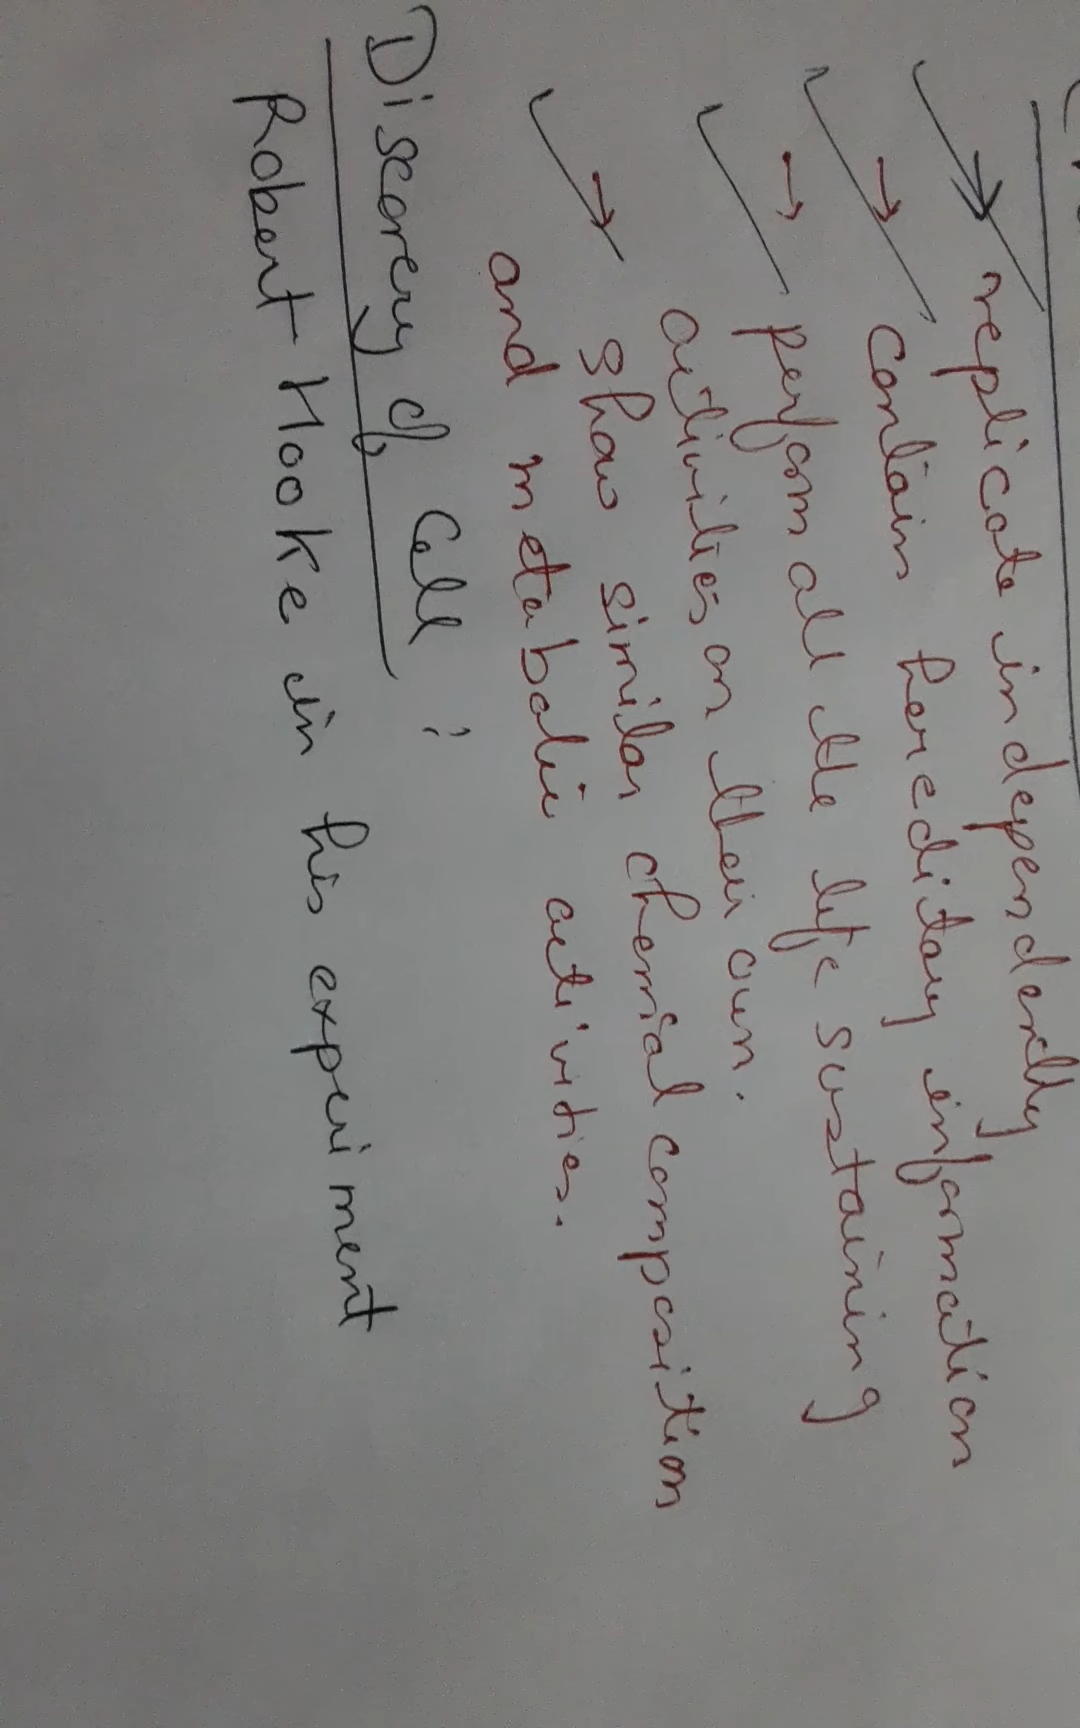 → replicate independently
→ contain hereditary information
→ perform all the life sustaining
activities on their own.
→ show similar chemical composition
and metabolic activities.
Discovery of Cell :
Robert Hooke in his experiment